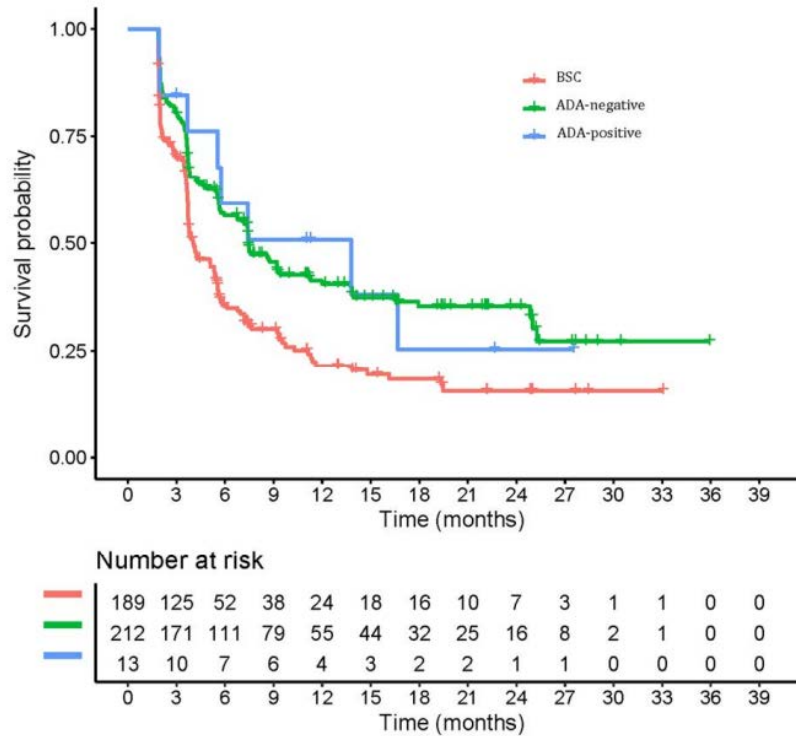 1.00
0.75
0.50
0.25
0.00
Survival probability
BSC
ADA-negative
ADA-positive
0 3 6 9 12 15 18 21 24 27 30 33 36 39
Time (months)
Number at risk
189 125 52 38 24 18 16 10 7 3 1 1 0 0
212 171 111 79 55 44 32 25 16 8 2 1 0 0
13 10 7 6 4 3 2 2 1 1 0 0 0 0
0 3 6 9 12 15 18 21 24 27 30 33 36 39
Time (months)